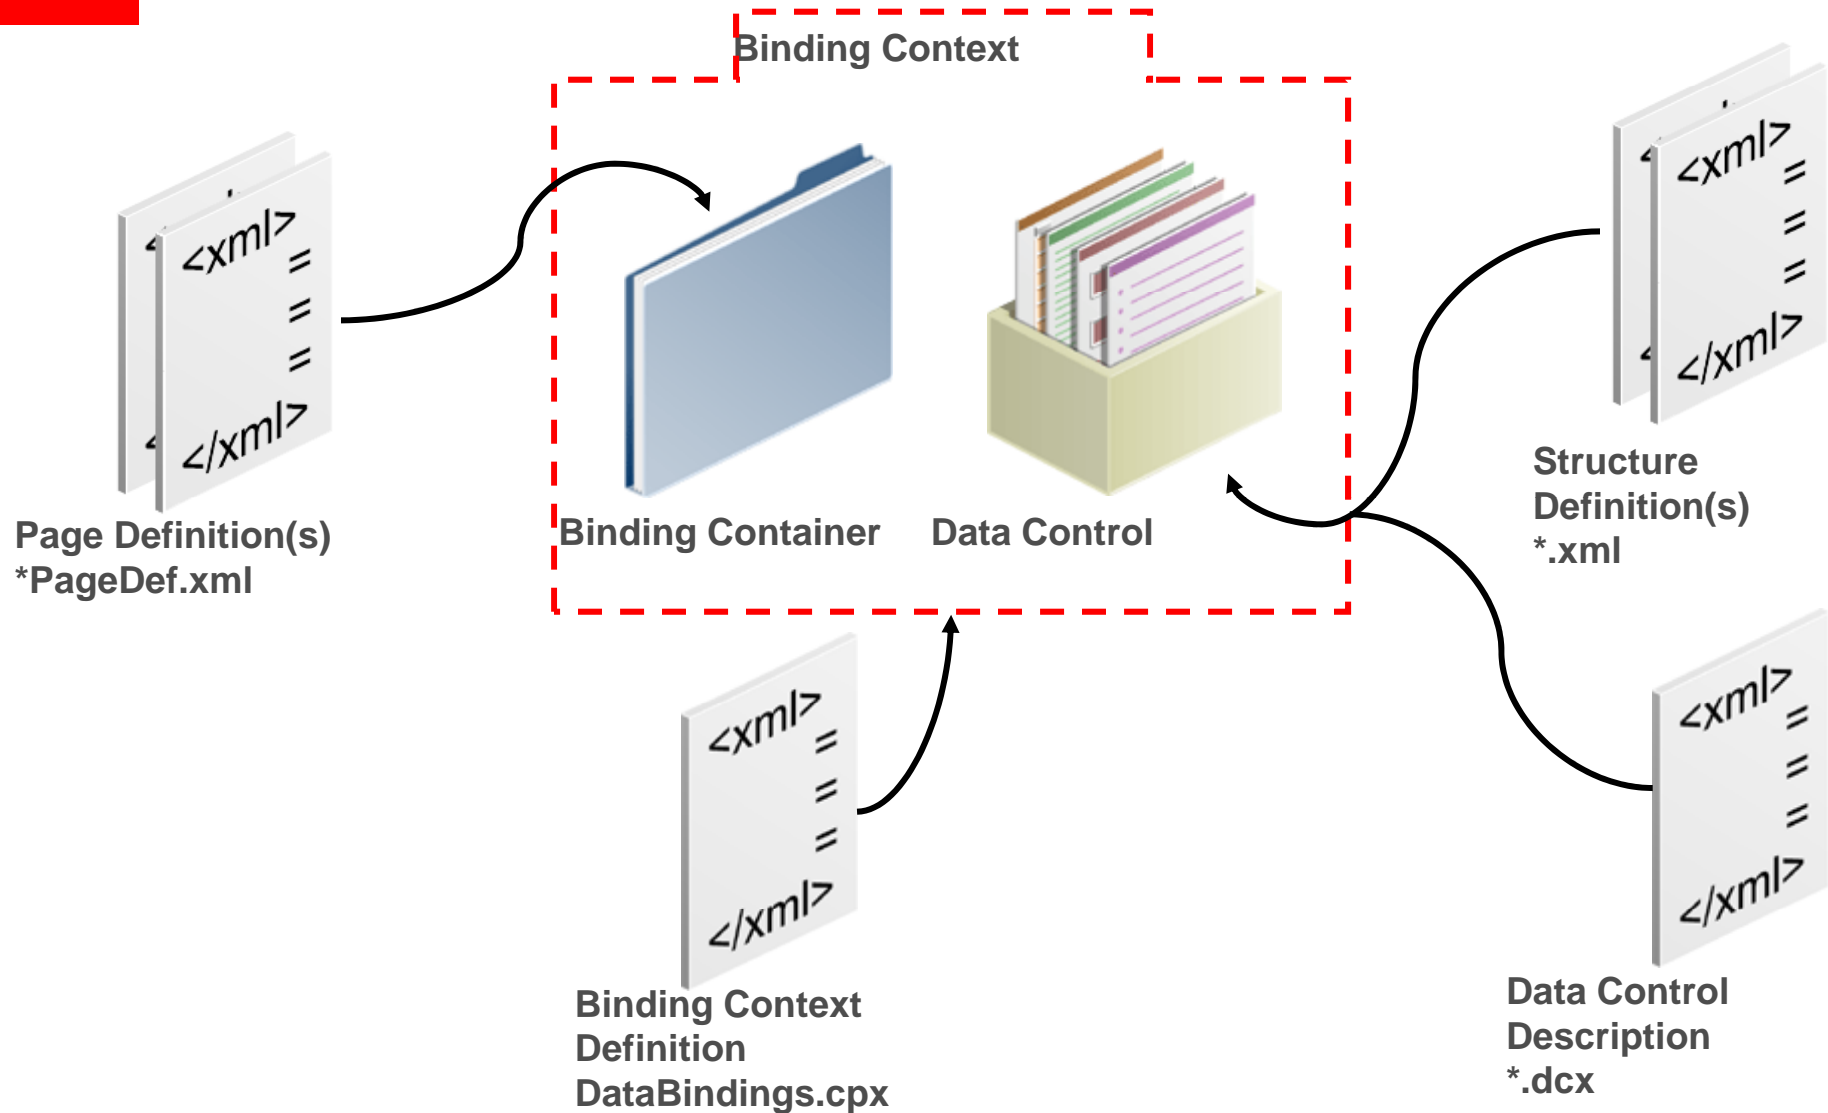 Binding Context
<xml>
=
=
=
</xml>
Page Definition(s)
*PageDef.xml
Binding Container
Data Control
<xml>
=
=
=
</xml>
Structure
Definition(s)
*.xml
<xml>
=
=
=
</xml>
Binding Context
Definition
DataBindings.cpx
<xml>
=
=
=
</xml>
Data Control
Description
*.dcx